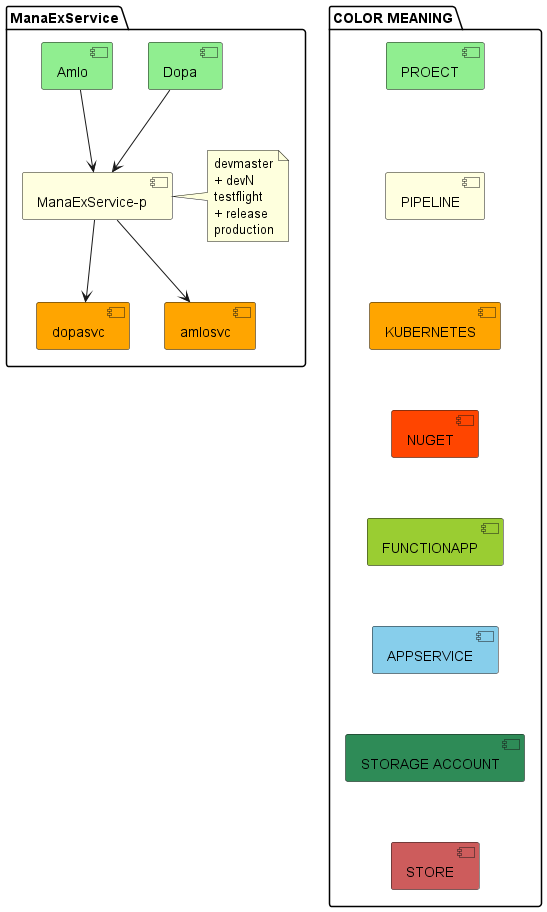 ManaExService
Amlo
Dopa
ManaExService-p
devmaster
+ devN
testflight
+ release
production
dopasvc
amlosvc
COLOR MEANING
PROECT
PIPELINE
KUBERNETES
NUGET
FUNCTIONAPP
APPSERVICE
STORAGE ACCOUNT
STORE